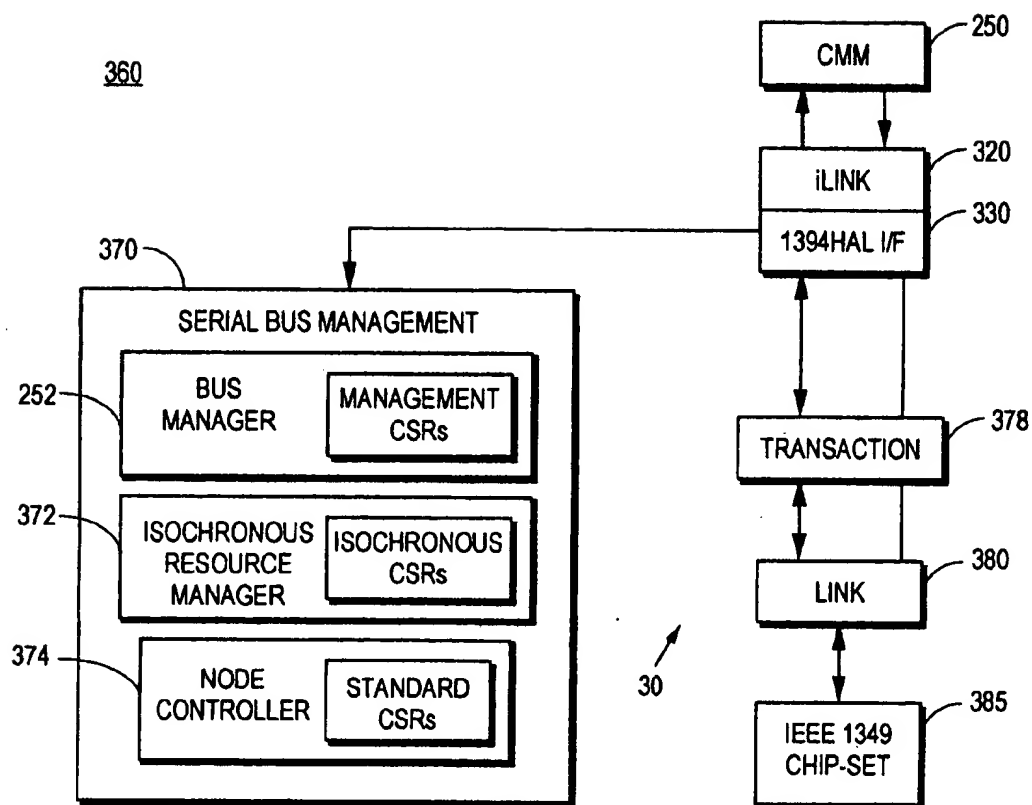 360
CMM
250
iLINK
320
1394HAL I/F
330
370
SERIAL BUS MANAGEMENT
252
BUS
MANAGER
MANAGEMENT
CSRs
372
ISOCHRONOUS
RESOURCE
MANAGER
ISOCHRONOUS
CSRs
374
NODE
CONTROLLER
STANDARD
CSRs
TRANSACTION
378
LINK
380
30
IEEE 1349
CHIP-SET
385